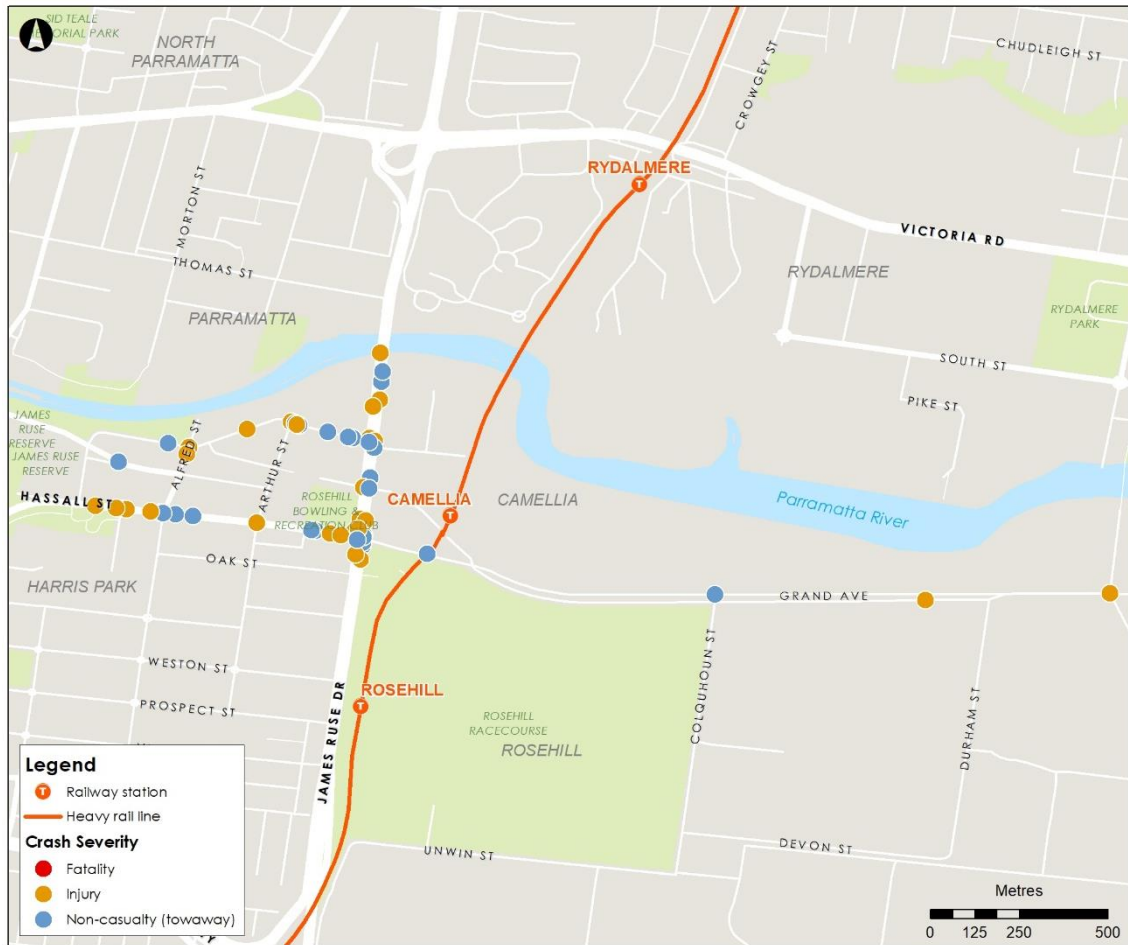 SID TEALE
MEMORIAL PARK
NORTH
PARRAMATTA
CHUDLEIGH ST
CROWGEY ST
RYDALMERE
MORTON ST
VICTORIA RD
THOMAS ST
RYDALMERE
RYDALMERE
PARK
PARRAMATTA
SOUTH ST
PIKE ST
JAMES
RUSE
RESERVE
JAMES RUSE
RESERVE
ALFRED ST
ARTHUR ST
HASSALL ST
ROSEHILL
BOWLING &
RECREATION CLUB
CAMELLIA
CAMELLIA
Parramatta River
OAK ST
HARRIS PARK
GRAND AVE
WESTON ST
PROSPECT ST
JAMES RUSE DR
ROSEHILL
ROSEHILL
RACECOURSE
ROSEHILL
COLQUHOUN ST
DURHAM ST
UNWIN ST
DEVON ST
Legend
T Railway station
Heavy rail line
Crash Severity
Fatality
Injury
Non-casualty (towaway)
Metres
0 125 250 500